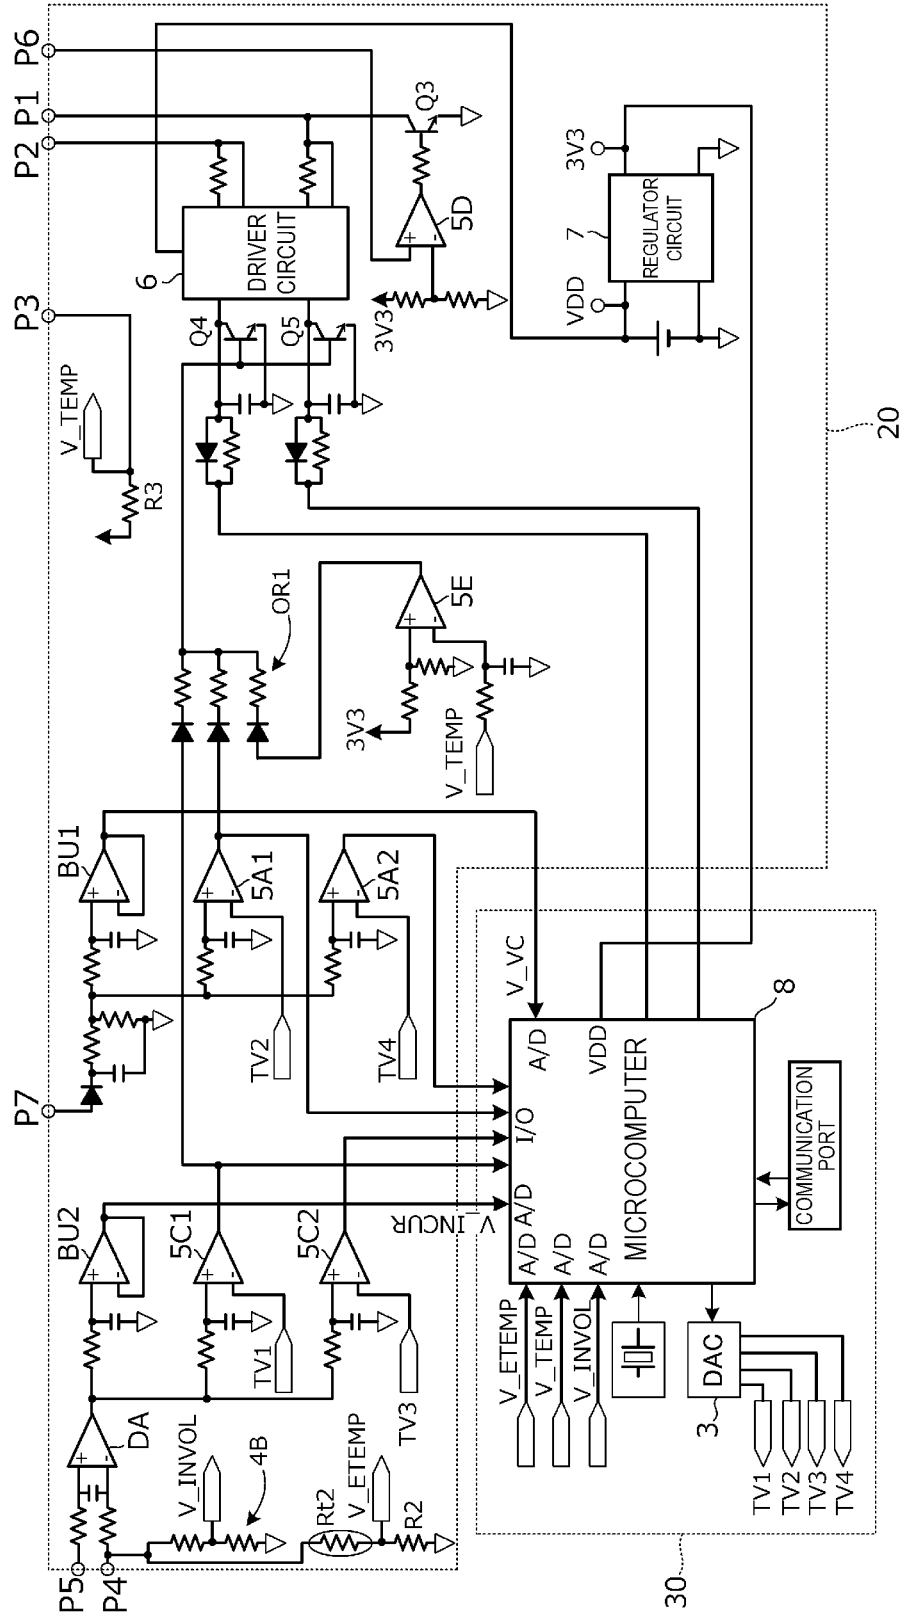 P5
P4
P7
P3
P2
P1
P6
DA
BU2
BU1
V_TEMP
R3
6
DRIVER
CIRCUIT
Q4
Q5
Q3
5D
+
-
3V3
V_INVOL
4B
Rt2
V_ETEMP
R2
TV1
TV3
5C1
5C2
5A1
5A2
TV2
TV4
OR1
5E
3V3
V_TEMP
7
REGULATOR
CIRCUIT
VDD
3V3
20
V_INCUR
V_VC
V_ETEMP
V_TEMP
V_INVOL
A/D
A/D
A/D
A/D
I/O
A/D
VDD
MICROCOMPUTER
8
DAC
3
TV1
TV2
TV3
TV4
COMMUNICATION
PORT
30